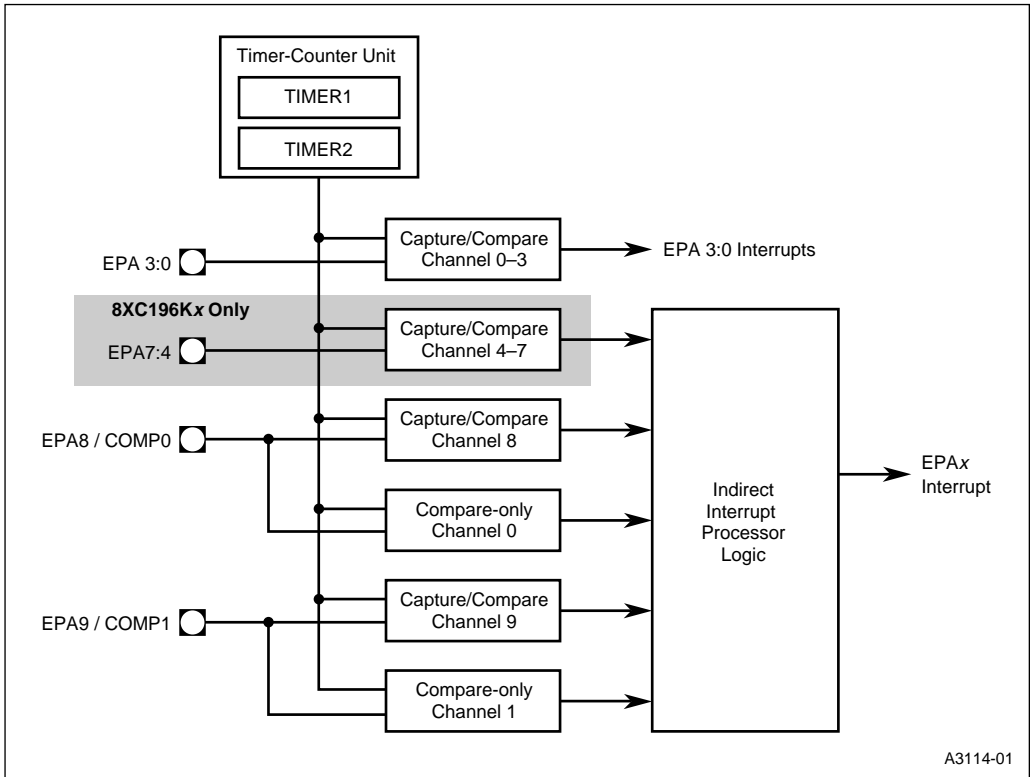 Timer-Counter Unit
TIMER1
TIMER2
Capture/Compare
Channel 0–3
EPA 3:0 Interrupts
EPA 3:0
8XC196Kx Only
Capture/Compare
Channel 4–7
EPA7:4
Capture/Compare
Channel 8
EPA8 / COMP0
Compare-only
Channel 0
Indirect
Interrupt
Processor
Logic
EPAx
Interrupt
Capture/Compare
Channel 9
EPA9 / COMP1
Compare-only
Channel 1
A3114-01